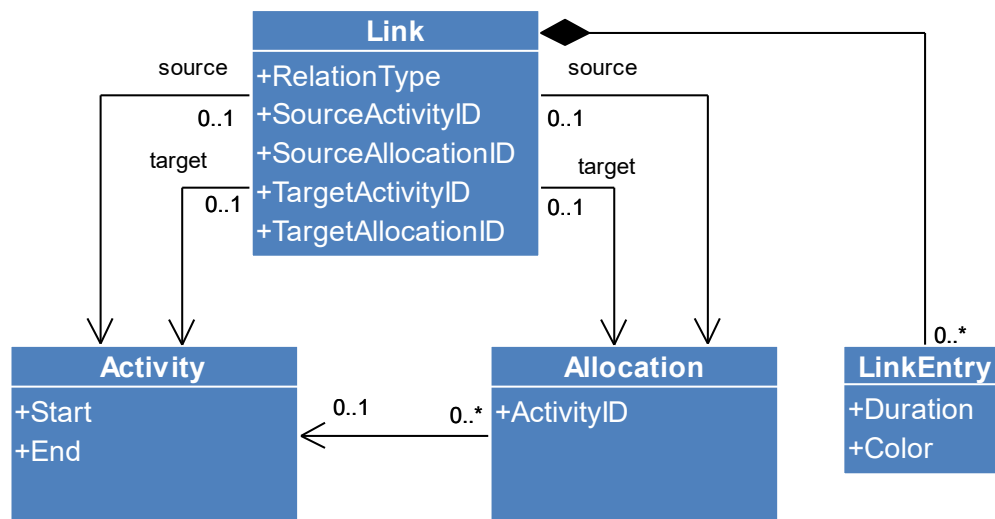 Link
+RelationType
+SourceActivityID
+SourceAllocationID
+TargetActivityID
+TargetAllocationID
source
0..1
target
0..1
source
0..1
target
0..1
0..*
Activity
+Start
+End
0..1
0..*
Allocation
+ActivityID
LinkEntry
+Duration
+Color